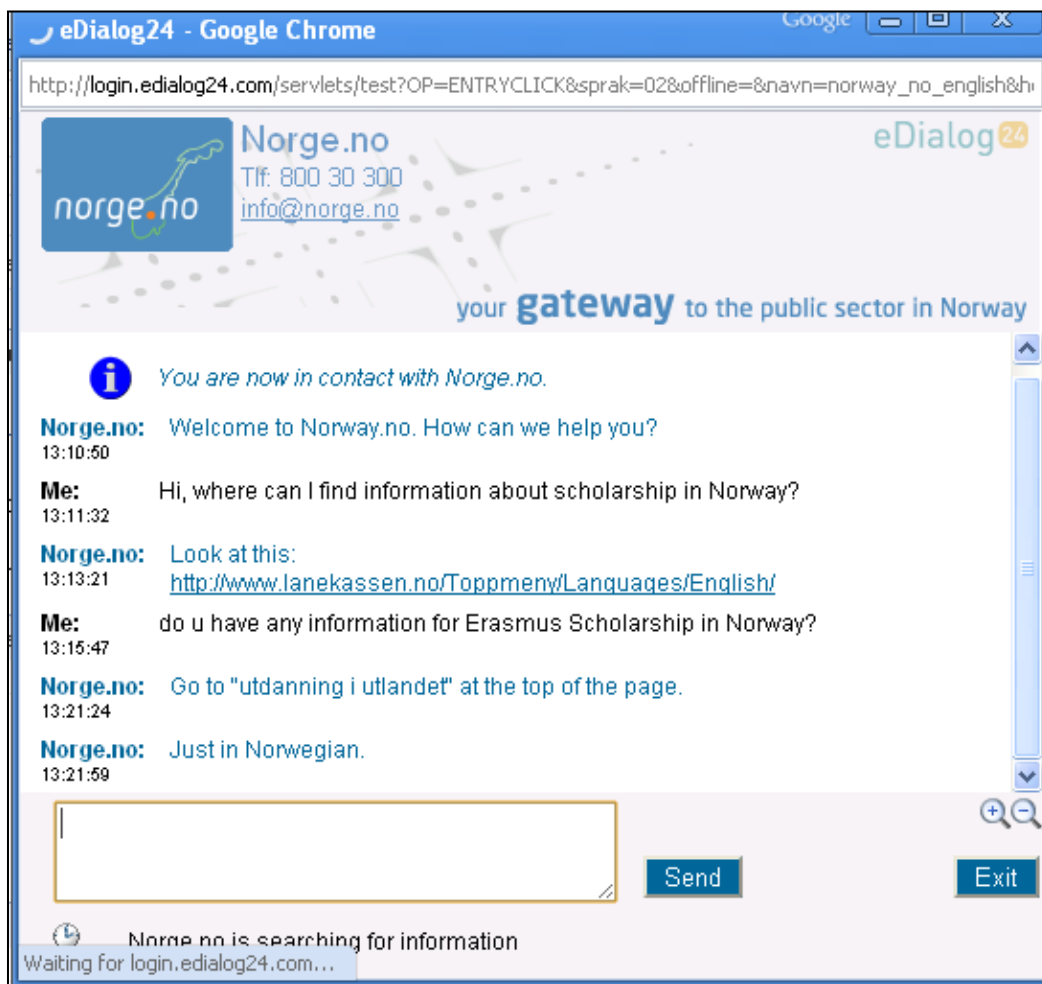 eDialog24 - Google Chrome
Google
http://login.edialog24.com/servlets/test?OP=ENTRYCLICK&sprak=02&offline=&navn=norway_no_english&h
norge.no
Norge.no
Tlf: 800 30 300
info@norge.no
eDialog24
your gateway to the public sector in Norway
You are now in contact with Norge.no.
Norge.no: Welcome to Norway.no. How can we help you?
13:10:50
Me: Hi, where can I find information about scholarship in Norway?
13:11:32
Norge.no: Look at this:
13:13:21 http://www.lanekassen.no/Toppmeny/Languages/English/
Me: do u have any information for Erasmus Scholarship in Norway?
13:15:47
Norge.no: Go to "utdanning i utlandet" at the top of the page.
13:21:24
Norge.no: Just in Norwegian.
13:21:59
Send
Exit
Norge.no is searching for information
Waiting for login.edialog24.com...